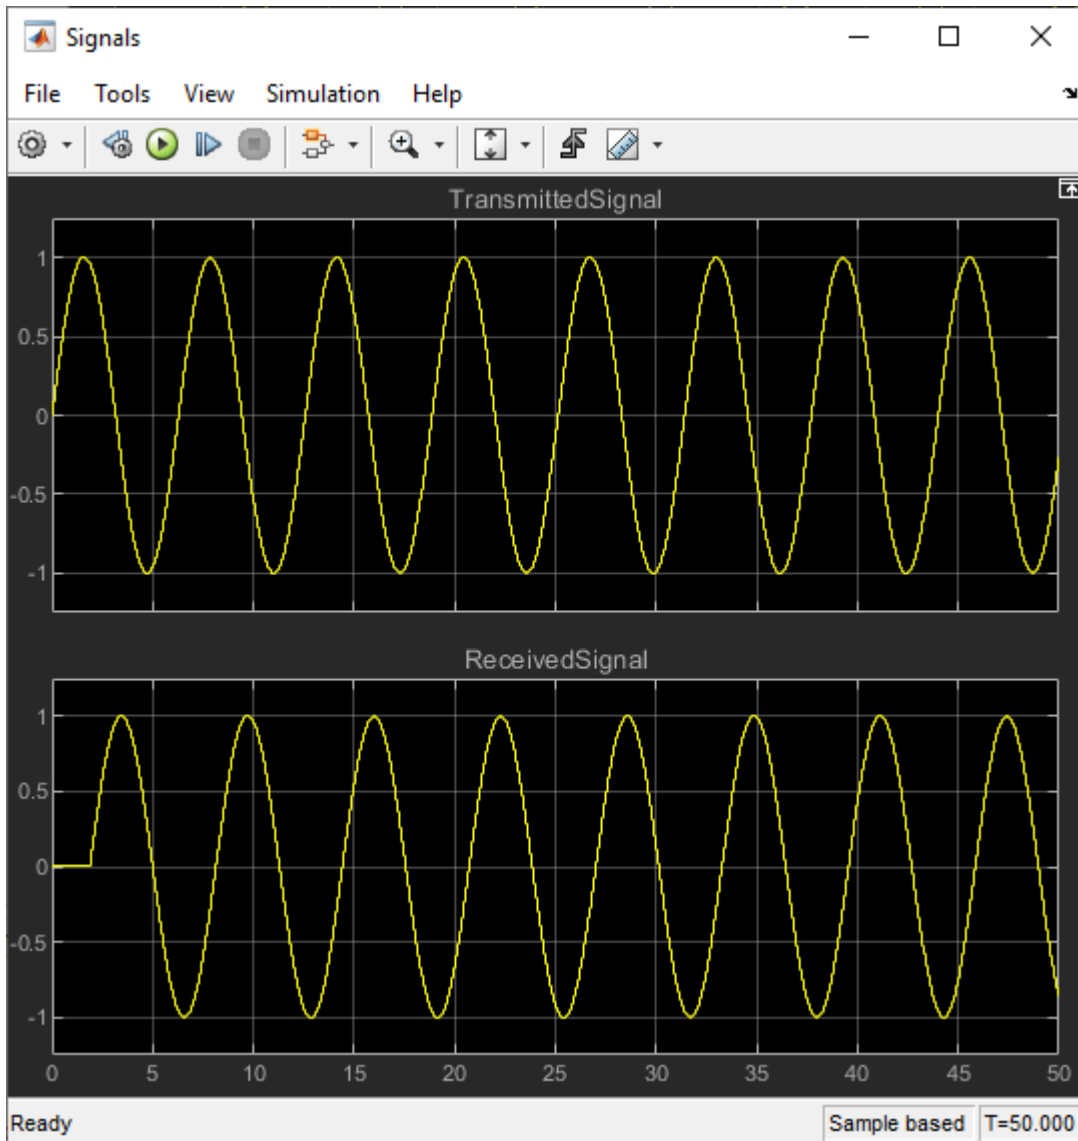 Signals
File Tools View Simulation Help
TransmittedSignal
1
0.5
0
-0.5
-1
ReceivedSignal
1
0.5
0
-0.5
-1
0 5 10 15 20 25 30 35 40 45 50
Ready Sample based T=50.000